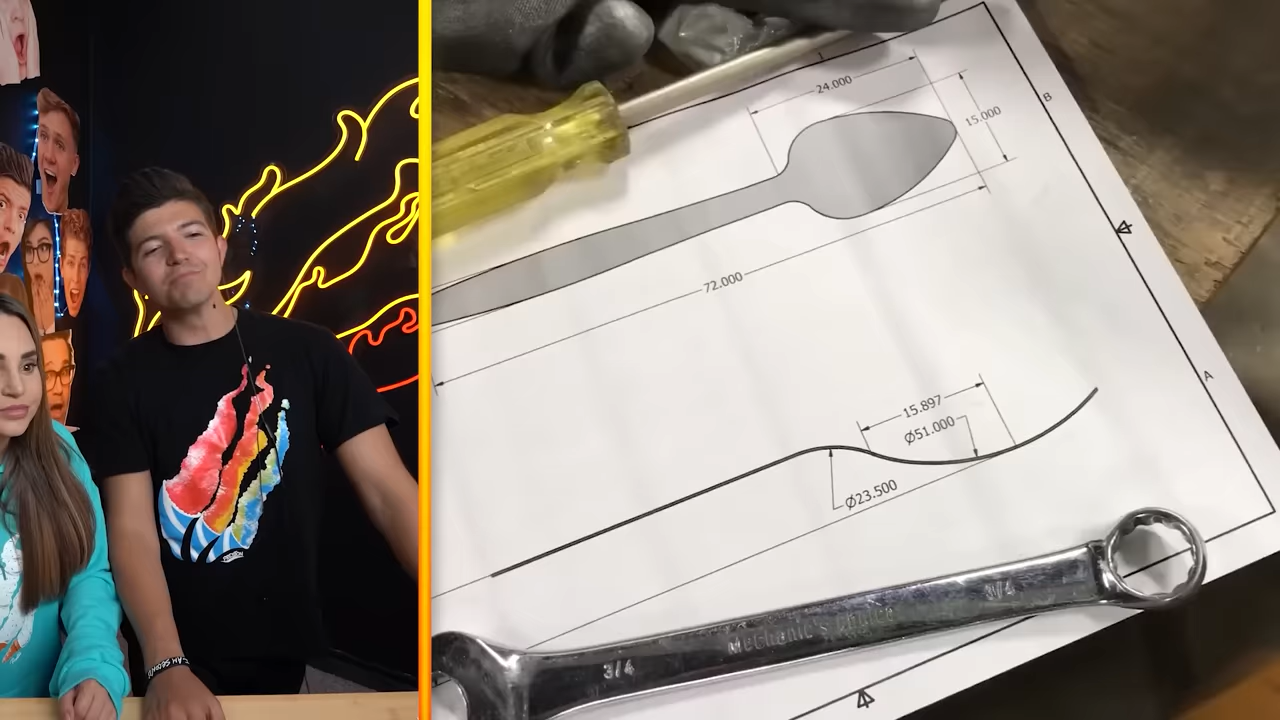 24.000
15.000
B
72.000
A
15.897
Ø51.000
Ø23.500
3/4
Mechanic's Choice
3/4